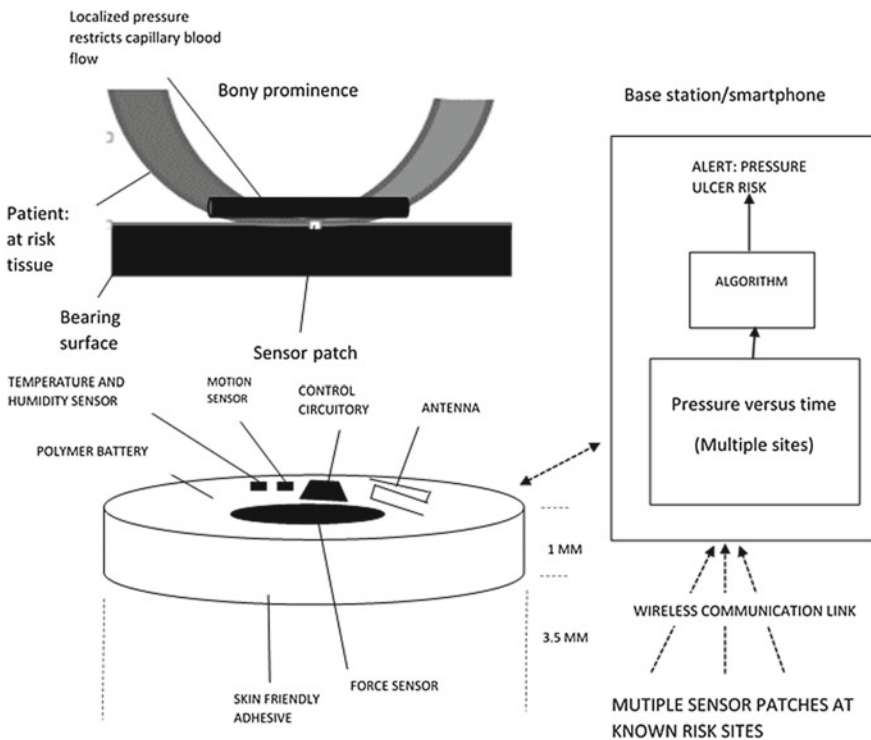 Localized pressure
restricts capillary blood
flow
Bony prominence
Patient:
at risk
tissue
Bearing
surface
Sensor patch
TEMPERATURE AND
HUMIDITY SENSOR
MOTION
SENSOR
CONTROL
CIRCUITORY
ANTENNA
POLYMER BATTERY
1 MM
3.5 MM
SKIN FRIENDLY
ADHESIVE
FORCE SENSOR
Base station/smartphone
ALERT: PRESSURE
ULCER RISK
ALGORITHM
Pressure versus time
(Multiple sites)
WIRELESS COMMUNICATION LINK
MUTIPLE SENSOR PATCHES AT
KNOWN RISK SITES